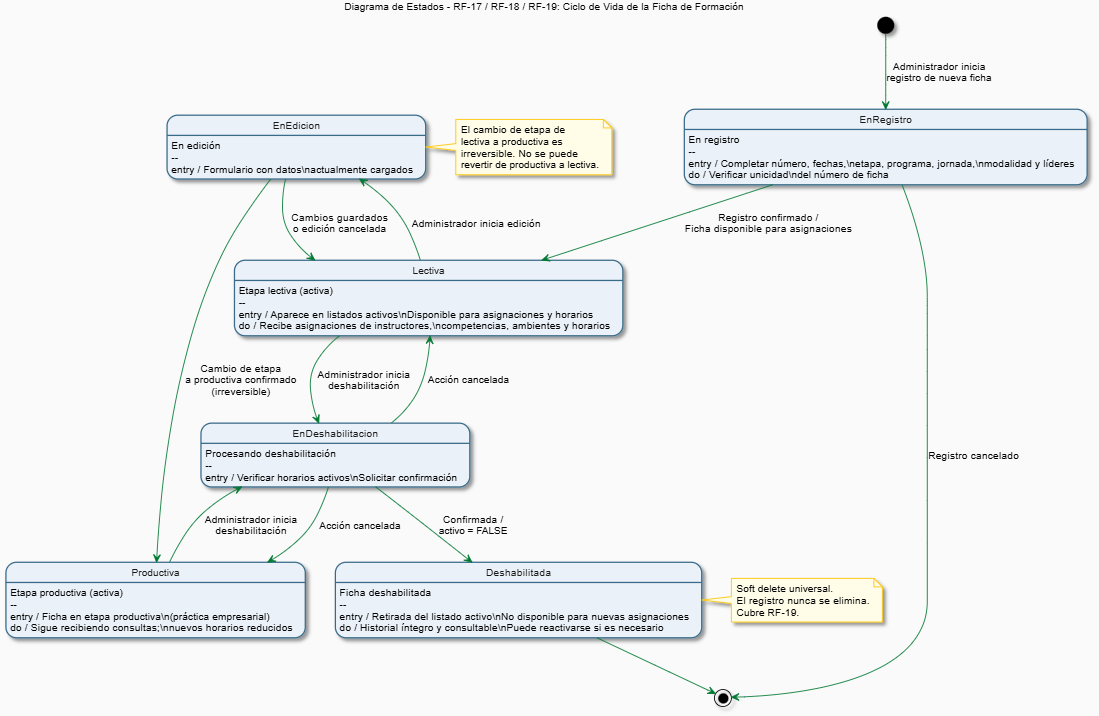 Diagrama de Estados - RF-17 / RF-18 / RF-19: Ciclo de Vida de la Ficha de Formación
Administrador inicia
registro de nueva ficha
EnEdicion
En edición
--
entry / Formulario con datos\nactualmente cargados
El cambio de etapa de
lectiva a productiva es
irreversible. No se puede
revertir de productiva a lectiva.
EnRegistro
En registro
--
entry / Completar número, fechas,\netapa, programa, jornada,\nmodalidad y líderes
do / Verificar unicidad\ndel número de ficha
Cambios guardados
o edición cancelada
Administrador inicia edición
Registro confirmado /
Ficha disponible para asignaciones
Lectiva
Etapa lectiva (activa)
--
entry / Aparece en listados activos\nDisponible para asignaciones y horarios
do / Recibe asignaciones de instructores,\ncompetencias, ambientes y horarios
Cambio de etapa
a productiva confirmado
(irreversible)
Administrador inicia
deshabilitación
Acción cancelada
EnDeshabilitacion
Procesando deshabilitación
--
entry / Verificar horarios activos\nSolicitar confirmación
Registro cancelado
Administrador inicia
deshabilitación
Acción cancelada
Confirmada /
activo = FALSE
Productiva
Etapa productiva (activa)
--
entry / Ficha en etapa productiva\n(práctica empresarial)
do / Sigue recibiendo consultas;\nnuevos horarios reducidos
Deshabilitada
Ficha deshabilitada
--
entry / Retirada del listado activo\nNo disponible para nuevas asignaciones
do / Historial íntegro y consultable\nPuede reactivarse si es necesario
Soft delete universal.
El registro nunca se elimina.
Cubre RF-19.